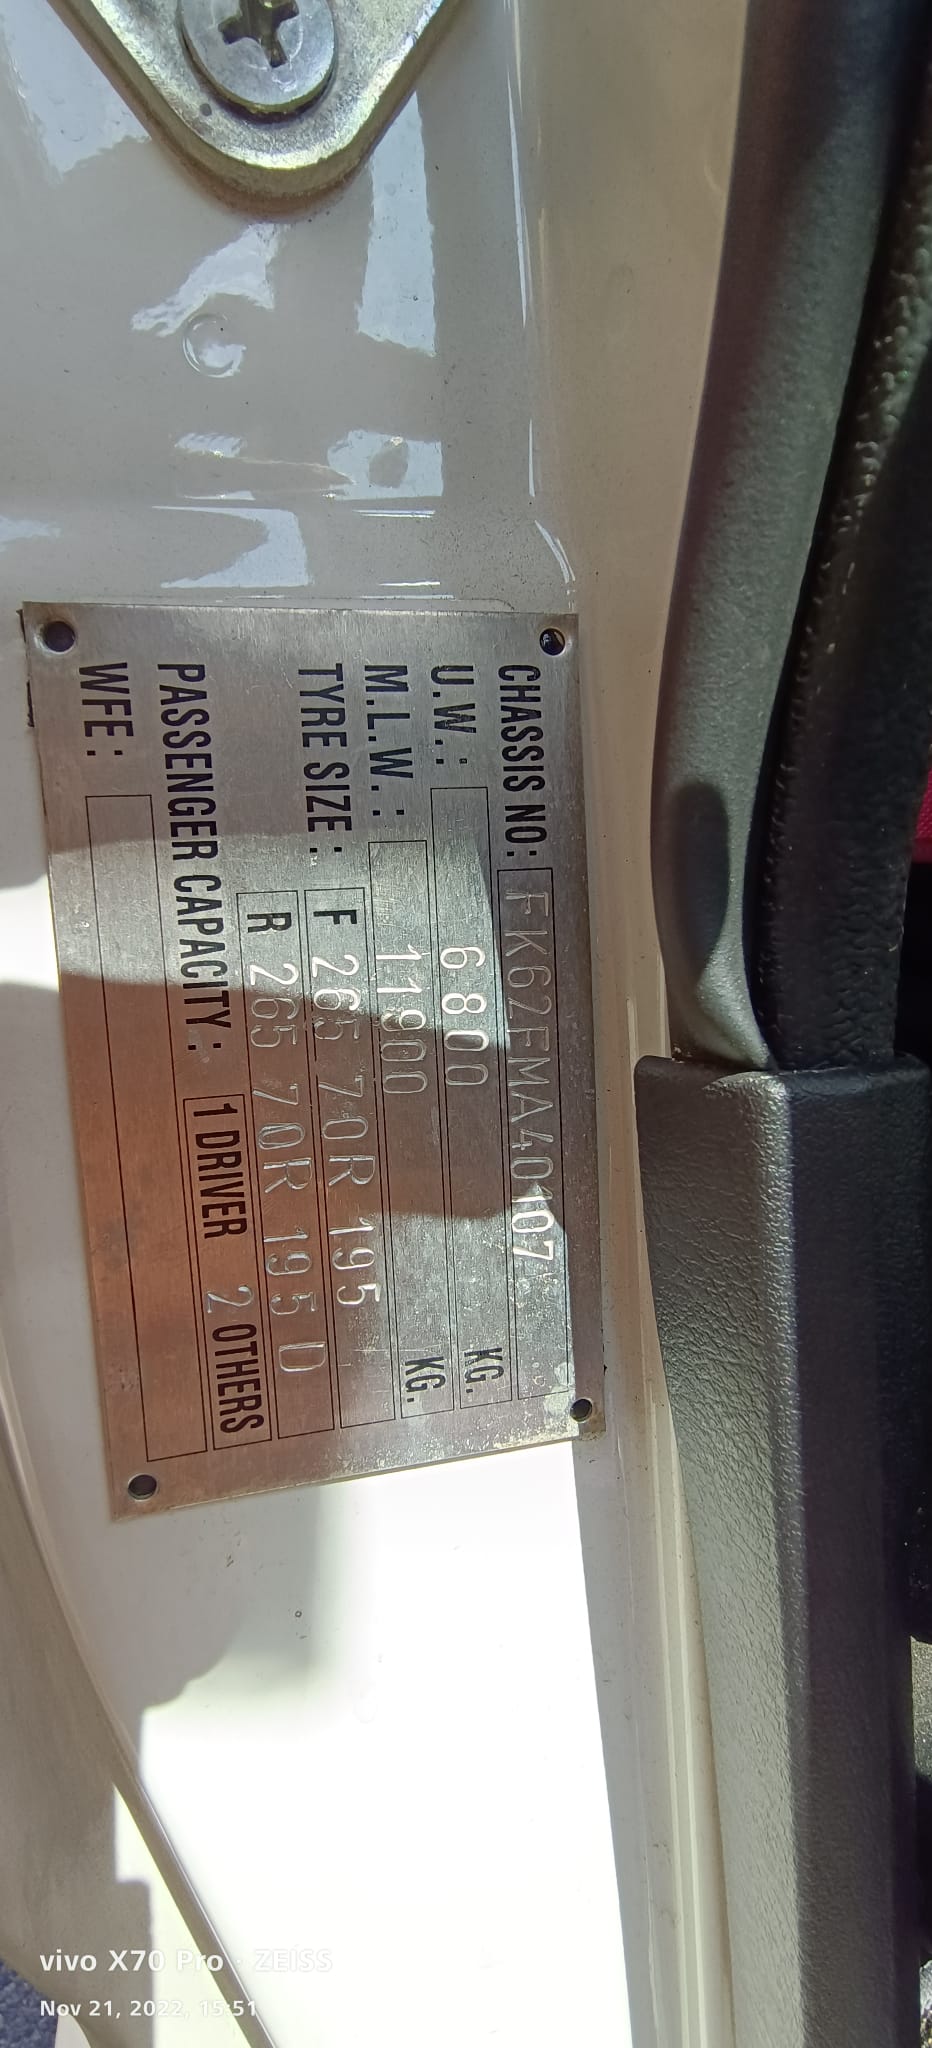 CHASSIS NO: FK62FMA40107
U.W.: 6800 KG.
M.L.W.: 11900 KG.
TYRE SIZE: F 265 70R 195
R 265 70R 195 D
PASSENGER CAPACITY: 1 DRIVER 2 OTHERS
WFE:
vivo X70 Pro · ZEISS
Nov 21, 2022, 15:51